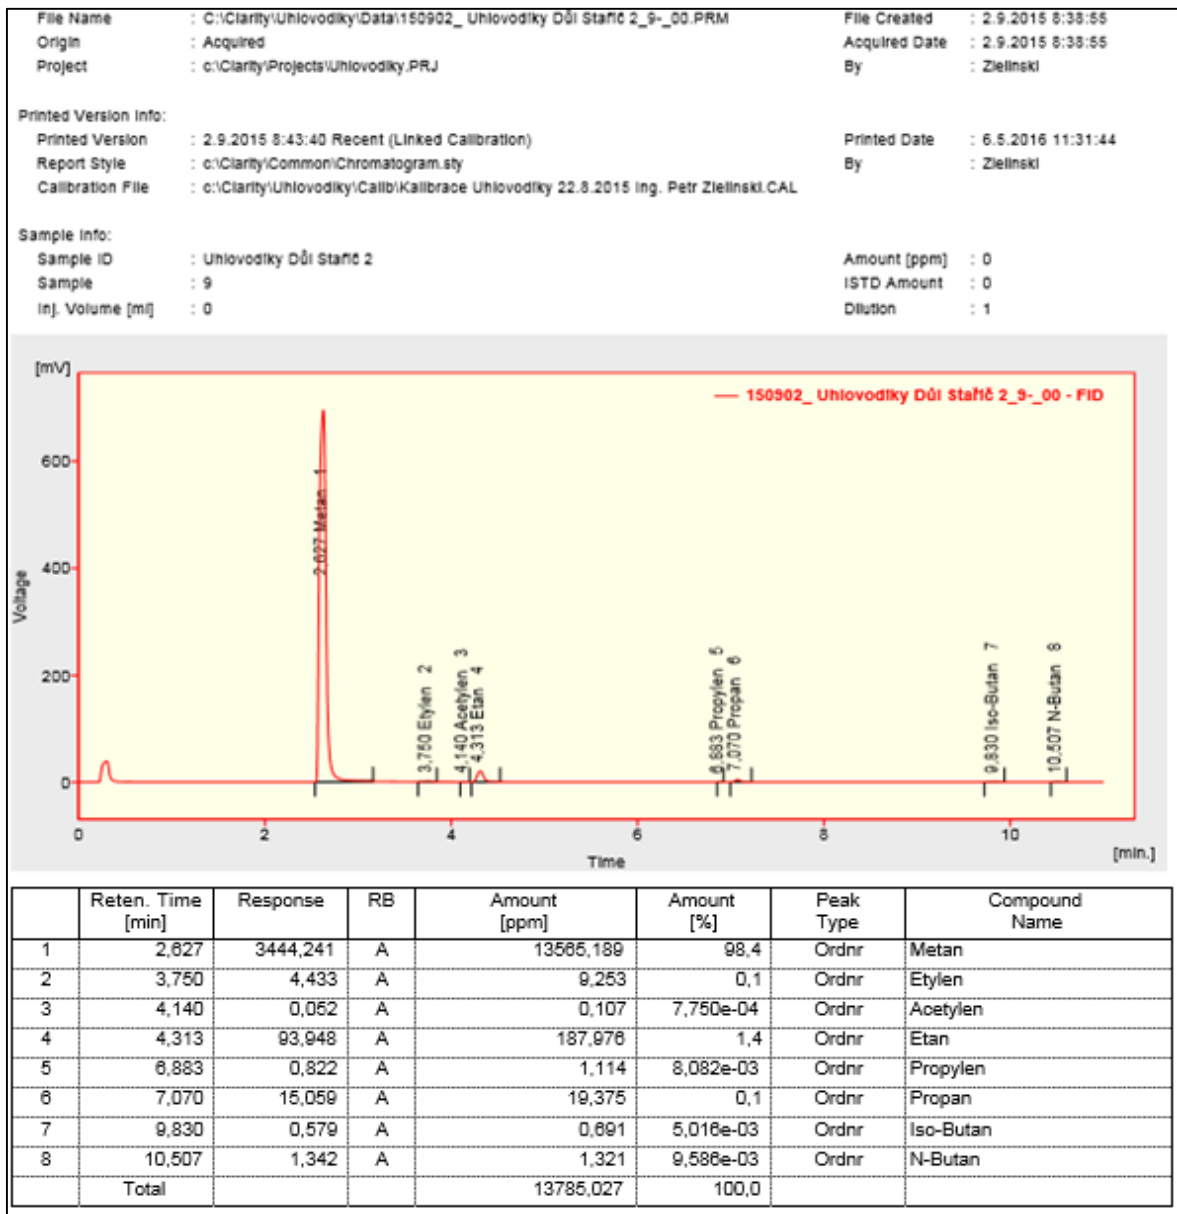 File Name : C:\Clarity\Uhlovodiky\Data\150902_ Uhlovodiky Důl Staříč 2_9-_00.PRM File Created : 2.9.2015 8:38:55
Origin : Acquired Acquired Date : 2.9.2015 8:38:55
Project : c:\Clarity\Projects\Uhlovodiky.PRJ By : Zielinski
Printed Version Info:
Printed Version : 2.9.2015 8:43:40 Recent (Linked Calibration) Printed Date : 6.5.2016 11:31:44
Report Style : c:\Clarity\Common\Chromatogram.sty By : Zielinski
Calibration File : c:\Clarity\Uhlovodiky\Calib\Kalibrace Uhlovodiky 22.8.2015 Ing. Petr Zielinski.CAL
Sample Info:
Sample ID : Uhlovodiky Důl Staříč 2 Amount [ppm] : 0
Sample : 9 ISTD Amount : 0
Inj. Volume [ml] : 0 Dilution : 1
[mV]
150902_ Uhlovodiky Důl Staříč 2_9-_00 - FID
600
400
200
0
Voltage
2,627 Metan 1
3,750 Etylen 2
4,140 Acetylen 3
4,313 Etan 4
6,883 Propylen 5
7,070 Propan 6
9,830 Iso-Butan 7
10,507 N-Butan 8
0 2 4 6 8 10
Time [min.]
Reten. Time [min] Response RB Amount [ppm] Amount [%] Peak Type Compound Name
1 2,627 3444,241 A 13565,189 98,4 Ordnr Metan
2 3,750 4,433 A 9,253 0,1 Ordnr Etylen
3 4,140 0,052 A 0,107 7,750e-04 Ordnr Acetylen
4 4,313 93,948 A 187,976 1,4 Ordnr Etan
5 6,883 0,822 A 1,114 8,082e-03 Ordnr Propylen
6 7,070 15,059 A 19,375 0,1 Ordnr Propan
7 9,830 0,579 A 0,691 5,016e-03 Ordnr Iso-Butan
8 10,507 1,342 A 1,321 9,586e-03 Ordnr N-Butan
Total 13785,027 100,0